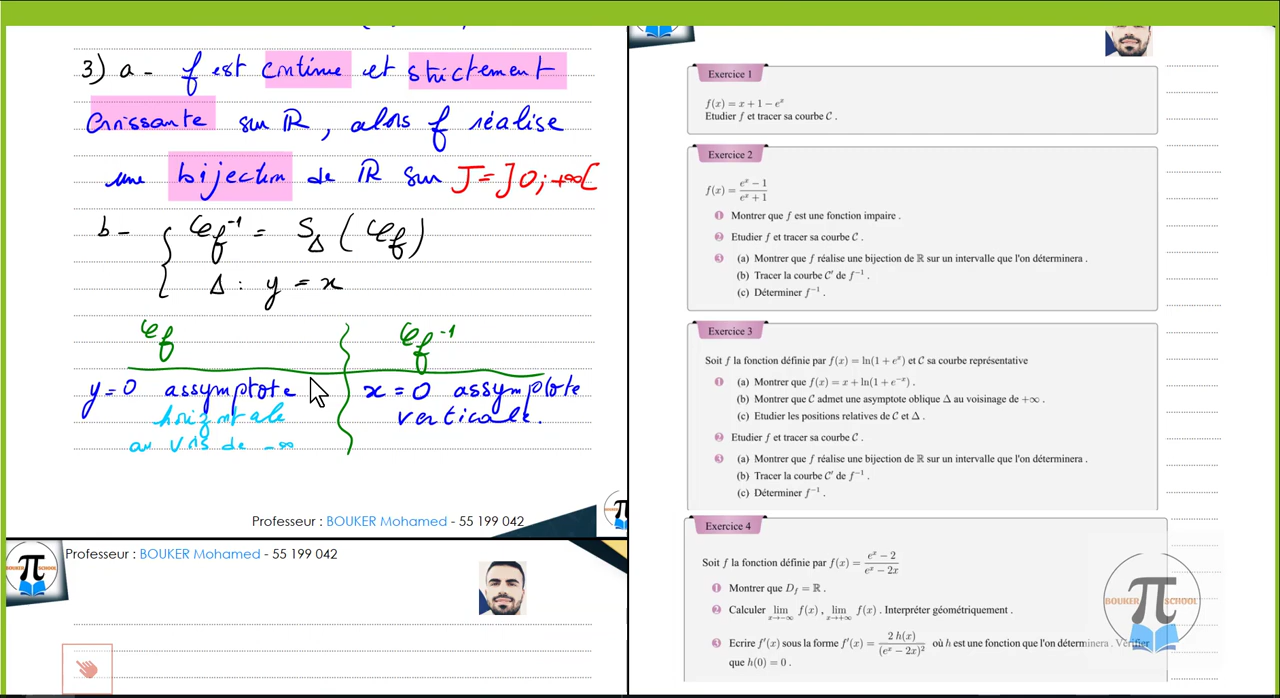 3) a - f est continue et strictement
croissante sur ℝ, alors f réalise
une bijection de ℝ sur J = ]0; +∞[
b - { 𝒞f⁻¹ = S_Δ (𝒞f)
Δ : y = x
𝒞f 𝒞f⁻¹
y = 0 assymptote
horizontale
au vois de -∞
x = 0 assymptote
verticale.
Professeur : BOUKER Mohamed - 55 199 042
Professeur : BOUKER Mohamed - 55 199 042
Exercice 1
f(x) = x + 1 − eˣ
Etudier f et tracer sa courbe 𝒞 .
Exercice 2
f(x) = (eˣ − 1)/(eˣ + 1)
1 Montrer que f est une fonction impaire .
2 Etudier f et tracer sa courbe 𝒞 .
3 (a) Montrer que f réalise une bijection de ℝ sur un intervalle que l'on déterminera .
(b) Tracer la courbe 𝒞′ de f⁻¹ .
(c) Déterminer f⁻¹ .
Exercice 3
Soit f la fonction définie par f(x) = ln(1 + eˣ) et 𝒞 sa courbe représentative
1 (a) Montrer que f(x) = x + ln(1 + e⁻ˣ) .
(b) Montrer que 𝒞 admet une asymptote oblique Δ au voisinage de +∞ .
(c) Etudier les positions relatives de 𝒞 et Δ .
2 Etudier f et tracer sa courbe 𝒞 .
3 (a) Montrer que f réalise une bijection de ℝ sur un intervalle que l'on déterminera .
(b) Tracer la courbe 𝒞′ de f⁻¹ .
(c) Déterminer f⁻¹ .
Exercice 4
Soit f la fonction définie par f(x) = (eˣ − 2)/(eˣ − 2x)
1 Montrer que D_f = ℝ .
2 Calculer lim x→−∞ f(x) , lim x→+∞ f(x) . Interpréter géométriquement .
3 Ecrire f′(x) sous la forme f′(x) = 2 h(x)/(eˣ − 2x)² où h est une fonction que l'on déterminera . Vérifier
que h(0) = 0 .
BOUKER SCHOOL